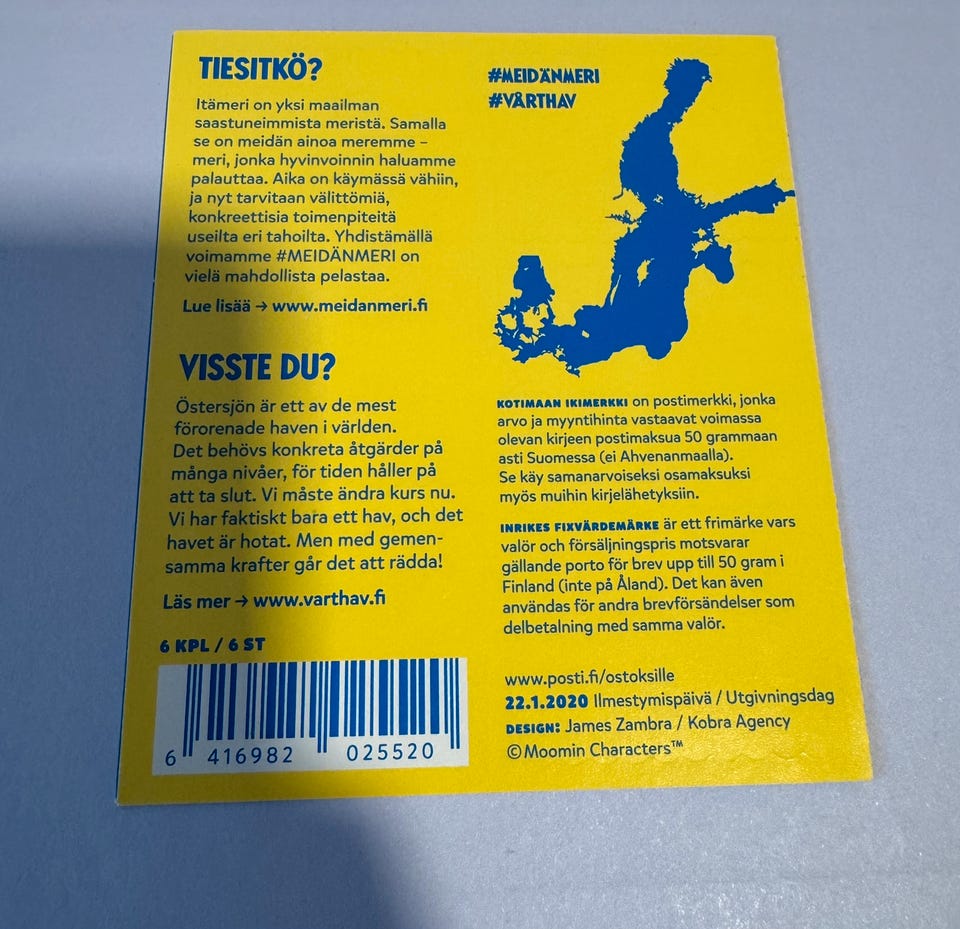 TIESITKÖ?
Itämeri on yksi maailman
saastuneimmista meristä. Samalla
se on meidän ainoa meremme –
meri, jonka hyvinvoinnin haluamme
palauttaa. Aika on käymässä vähiin,
ja nyt tarvitaan välittömiä,
konkreettisia toimenpiteitä
useilta eri tahoilta. Yhdistämällä
voimamme #MEIDÄNMERI on
vielä mahdollista pelastaa.
Lue lisää → www.meidanmeri.fi
VISSTE DU?
Östersjön är ett av de mest
förorenade haven i världen.
Det behövs konkreta åtgärder på
många nivåer, för tiden håller på
att ta slut. Vi måste ändra kurs nu.
Vi har faktiskt bara ett hav, och det
havet är hotat. Men med gemen-
samma krafter går det att rädda!
Läs mer → www.varthav.fi
6 KPL / 6 ST
6 416982 025520
#MEIDÄNMERI
#VÅRTHAV
KOTIMAAN IKIMERKKI on postimerkki, jonka
arvo ja myyntihinta vastaavat voimassa
olevan kirjeen postimaksua 50 grammaan
asti Suomessa (ei Ahvenanmaalla).
Se käy samanarvoiseksi osamaksuksi
myös muihin kirjelähetyksiin.
INRIKES FIXVÄRDEMÄRKE är ett frimärke vars
valör och försäljningspris motsvarar
gällande porto för brev upp till 50 gram i
Finland (inte på Åland). Det kan även
användas för andra brevförsändelser som
delbetalning med samma valör.
www.posti.fi/ostoksille
22.1.2020 Ilmestymispäivä / Utgivningsdag
DESIGN: James Zambra / Kobra Agency
© Moomin Characters™